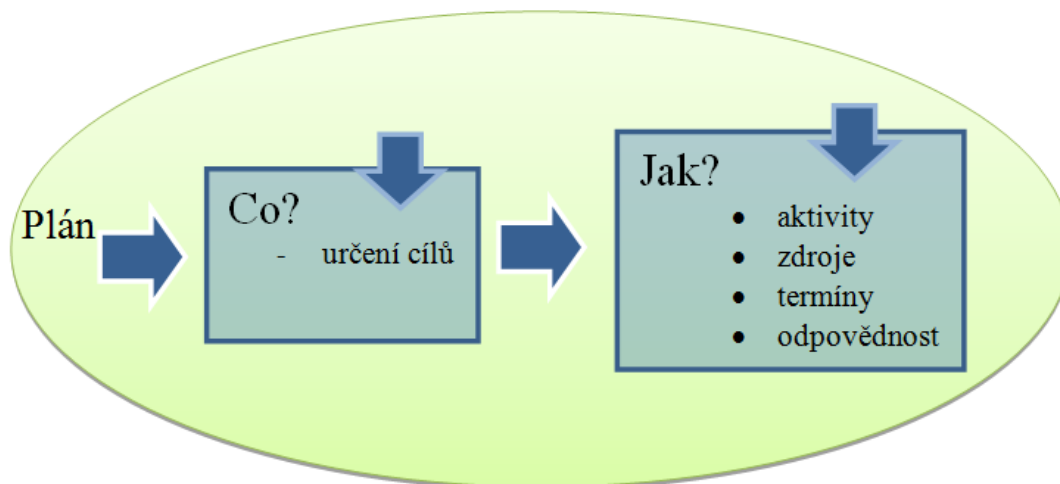 Plán
Co?
- určení cílů
Jak?
• aktivity
• zdroje
• termíny
• odpovědnost